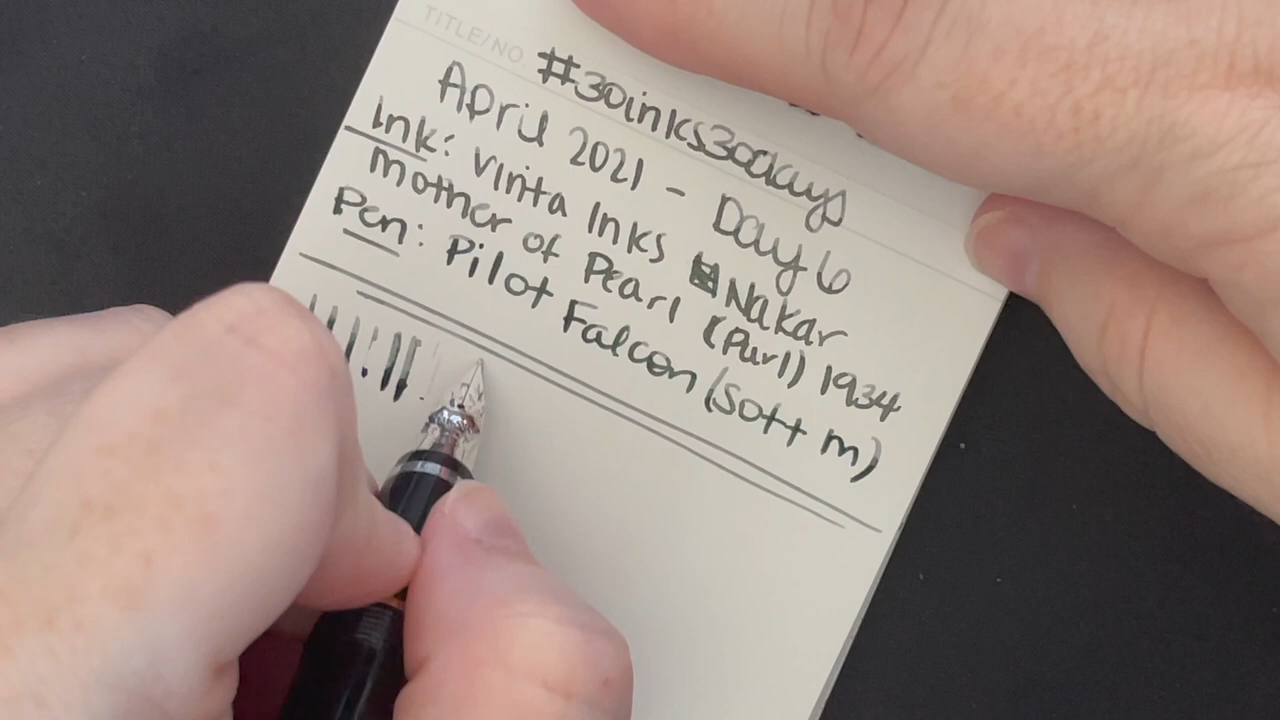 TITLE/NO.
#30inks30days
April 2021 - Day 6
Ink: Vinta Inks Nakar
Mother of Pearl (Purl) 1934
Pen: Pilot Falcon (Soft M)